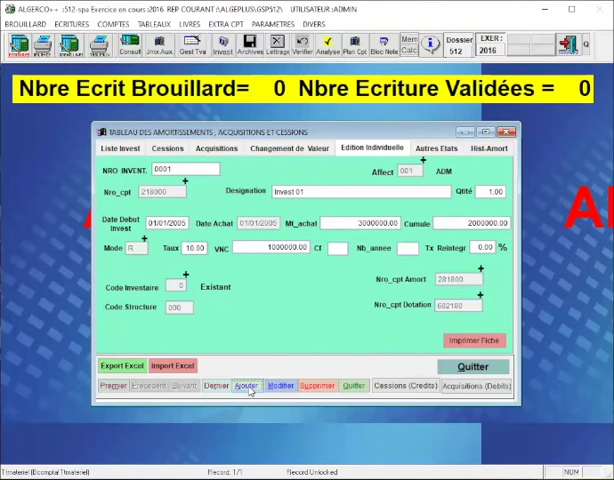 ALGERCO++ :512-spa Exercice en cours :2016 REP COURANT :\ALGEPLUS\GSP512\ UTILISATEUR :ADMIN
BROUILLARD ECRITURES COMPTES TABLEAUX LIVRES EXTRA CPT PARAMETRES DIVERS
Consult Jrnx Aux. Gest Tva Invest Archives Lettrage Verifier Analyse Plan Cpt Bloc Note Mem Calc Dossier 512 EXER : 2016
Nbre Ecrit Brouillard= 0 Nbre Ecriture Validées = 0
TABLEAU DES AMORTISSEMENTS , ACQUISITIONS ET CESSIONS
Liste Invest Cessions Acquisitions Changement de Valeur Edition Individuelle Autres Etats Hist-Amort
NRO INVENT. 0001 Affect 001 ADM
Nro_cpt 218000 Designation Invest 01 Qtité 1.00
Date Debut Invest 01/01/2005 Date Achat 01/01/2005 Mt_achat 3000000.00 Cumule 2000000.00
Mode R Taux 10.00 VNC 1000000.00 Cf Nb_annee Tx Reintegr 0.00 %
Code Inventaire 0 Existant Nro_cpt Amort 281800
Code Structure 000 Nro_cpt Dotation 682180
Imprimer Fiche
Export Excel Import Excel Quitter
Premier Precedent Suivant Dernier Ajouter Modifier Supprimer Quitter Cessions (Crédits) Acquisitions (Debits)
Record: 1/1 Record Unlocked NUM